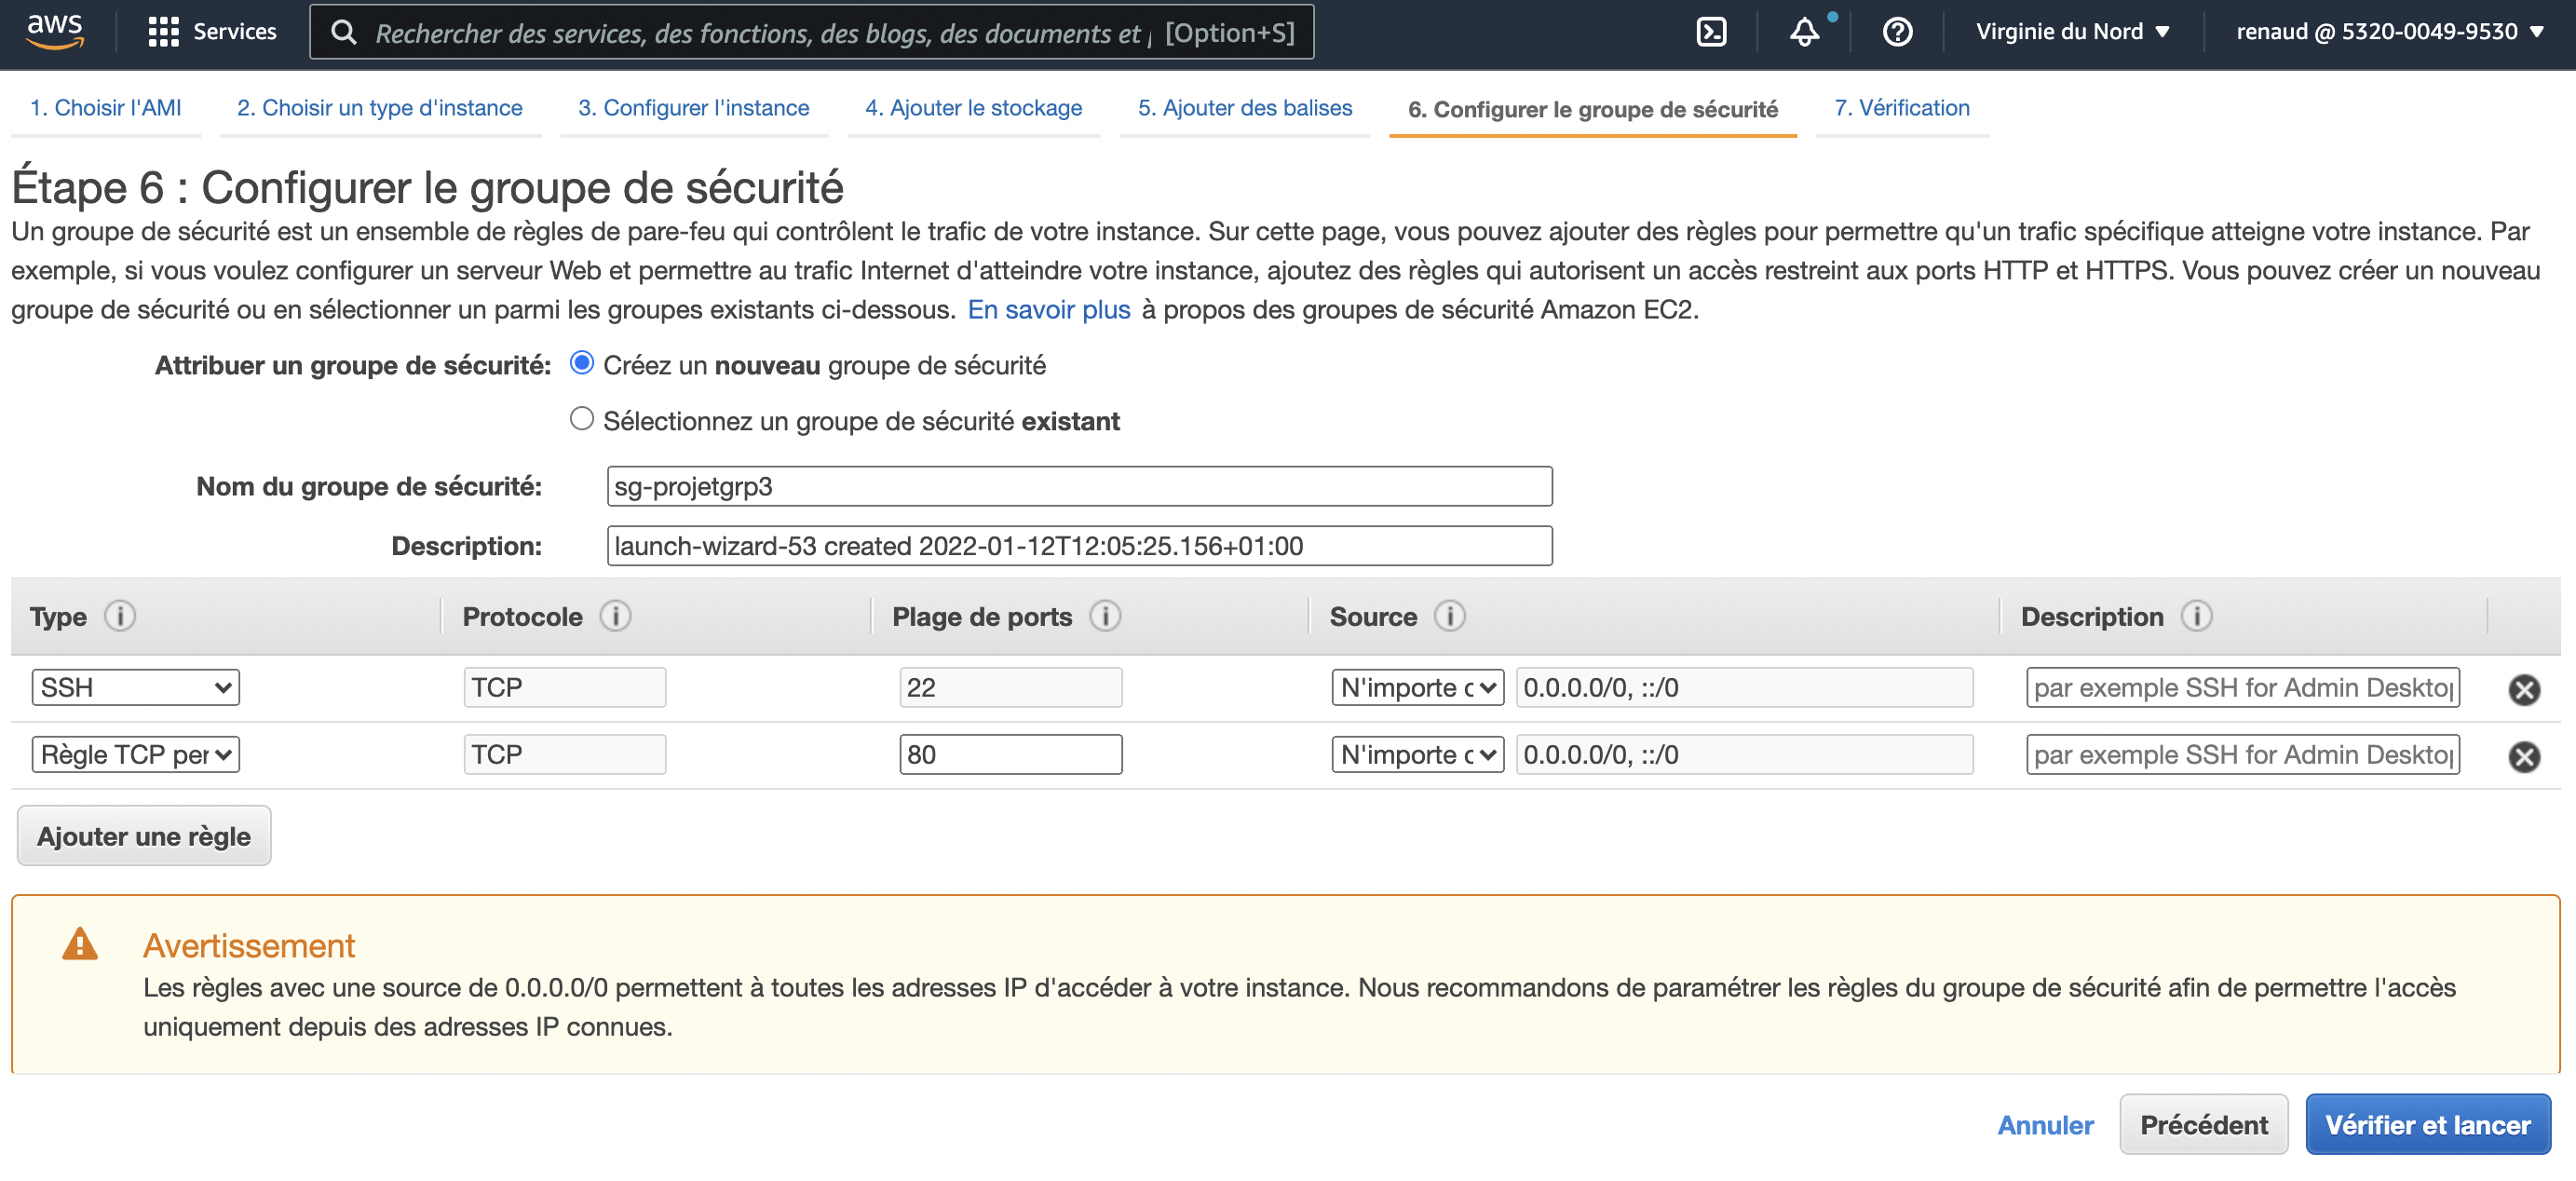 aws Services Rechercher des services, des fonctions, des blogs, des documents et [Option+S] Virginie du Nord renaud @ 5320-0049-9530
1. Choisir l'AMI 2. Choisir un type d'instance 3. Configurer l'instance 4. Ajouter le stockage 5. Ajouter des balises 6. Configurer le groupe de sécurité 7. Vérification
Étape 6 : Configurer le groupe de sécurité
Un groupe de sécurité est un ensemble de règles de pare-feu qui contrôlent le trafic de votre instance. Sur cette page, vous pouvez ajouter des règles pour permettre qu'un trafic spécifique atteigne votre instance. Par
exemple, si vous voulez configurer un serveur Web et permettre au trafic Internet d'atteindre votre instance, ajoutez des règles qui autorisent un accès restreint aux ports HTTP et HTTPS. Vous pouvez créer un nouveau
groupe de sécurité ou en sélectionner un parmi les groupes existants ci-dessous. En savoir plus à propos des groupes de sécurité Amazon EC2.
Attribuer un groupe de sécurité: Créez un nouveau groupe de sécurité
Sélectionnez un groupe de sécurité existant
Nom du groupe de sécurité: sg-projetgrp3
Description: launch-wizard-53 created 2022-01-12T12:05:25.156+01:00
Type Protocole Plage de ports Source Description
SSH TCP 22 N'importe 0.0.0.0/0, ::/0 par exemple SSH for Admin Desktop
Règle TCP per TCP 80 N'importe 0.0.0.0/0, ::/0 par exemple SSH for Admin Desktop
Ajouter une règle
Avertissement
Les règles avec une source de 0.0.0.0/0 permettent à toutes les adresses IP d'accéder à votre instance. Nous recommandons de paramétrer les règles du groupe de sécurité afin de permettre l'accès
uniquement depuis des adresses IP connues.
Annuler Précédent Vérifier et lancer